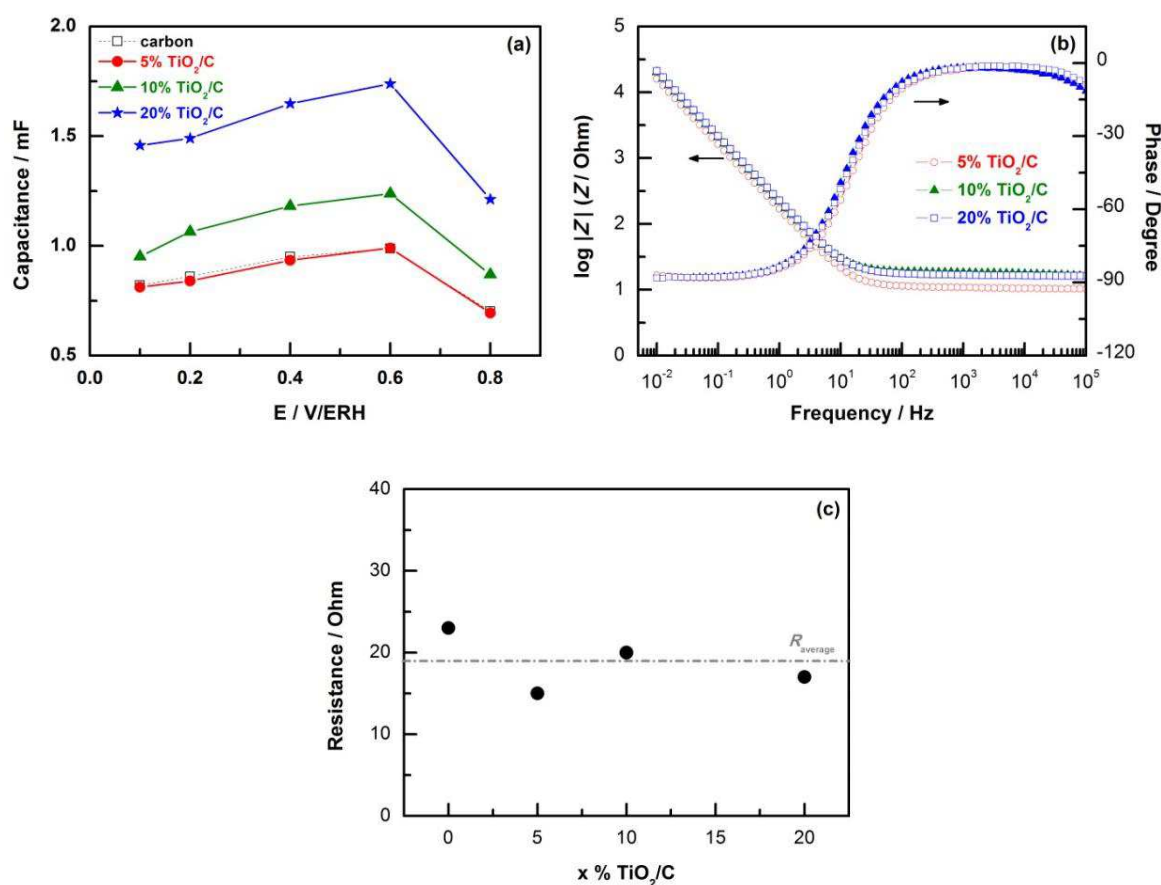 (a)
carbon
5% TiO₂/C
10% TiO₂/C
20% TiO₂/C
2.0
1.5
1.0
0.5
Capacitance / mF
0.0 0.2 0.4 0.6 0.8
E / V/ERH
(b)
5
4
3
2
1
0
log |Z| (Z / Ohm)
5% TiO₂/C
10% TiO₂/C
20% TiO₂/C
0
-30
-60
-90
-120
Phase / Degree
10⁻² 10⁻¹ 10⁰ 10¹ 10² 10³ 10⁴ 10⁵
Frequency / Hz
(c)
40
30
20
10
0
Resistance / Ohm
R average
0 5 10 15 20
x % TiO₂/C